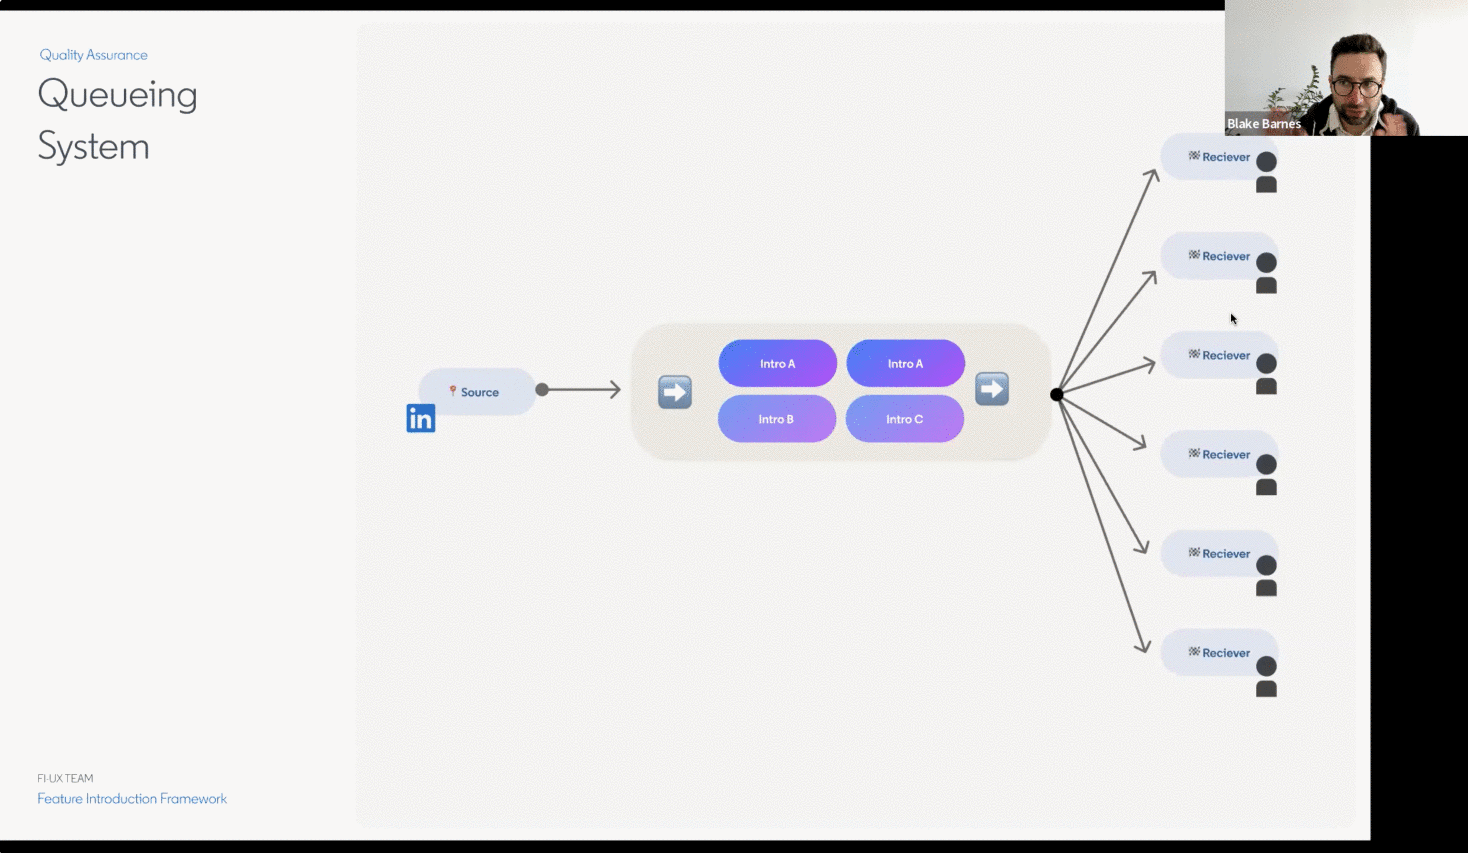 Quality Assurance
Queueing
System
Blake Barnes
Source
in
Intro A
Intro A
Intro B
Intro C
Reciever
Reciever
Reciever
Reciever
Reciever
Reciever
FI-UX TEAM
Feature Introduction Framework